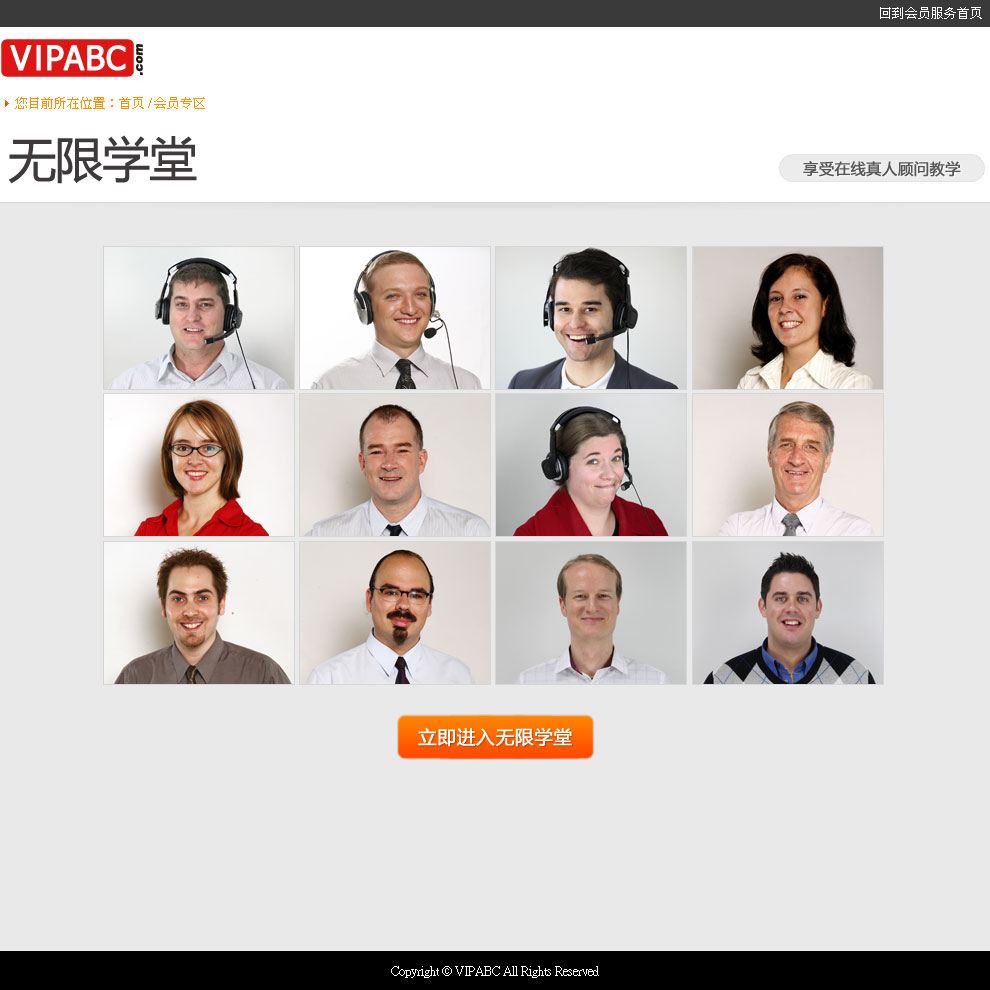 回到会员服务首页
VIPABC.com
您目前所在位置：首页 / 会员专区
无限学堂
享受在线真人顾问教学
立即进入无限学堂
Copyright © VIPABC All Rights Reserved